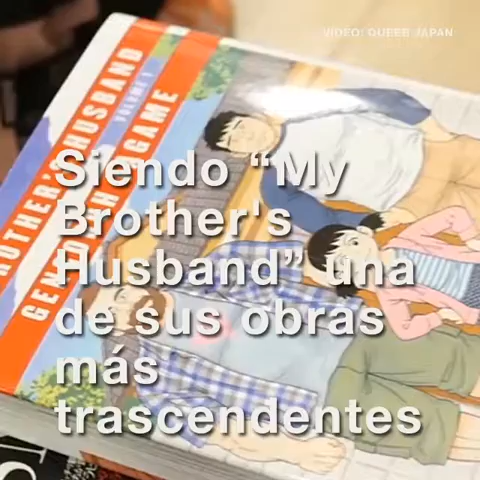 VIDEO: QUEER JAPAN
BROTHER'S HUSBAND
VOLUME 1
GENGOROH TAGAME
Siendo “My
Brother's
Husband” una
de sus obras
más
trascendentes